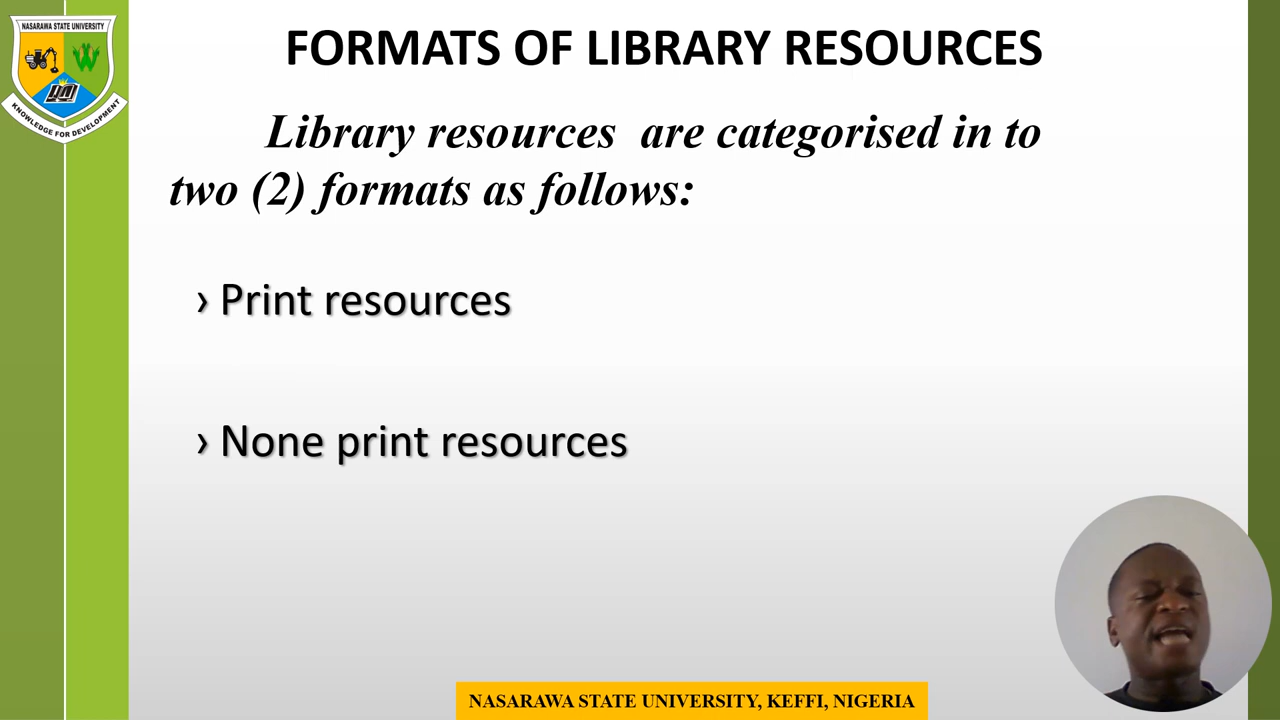 NASARAWA STATE UNIVERSITY
KNOWLEDGE FOR DEVELOPMENT
FORMATS OF LIBRARY RESOURCES
Library resources are categorised in to
two (2) formats as follows:
› Print resources
› None print resources
NASARAWA STATE UNIVERSITY, KEFFI, NIGERIA